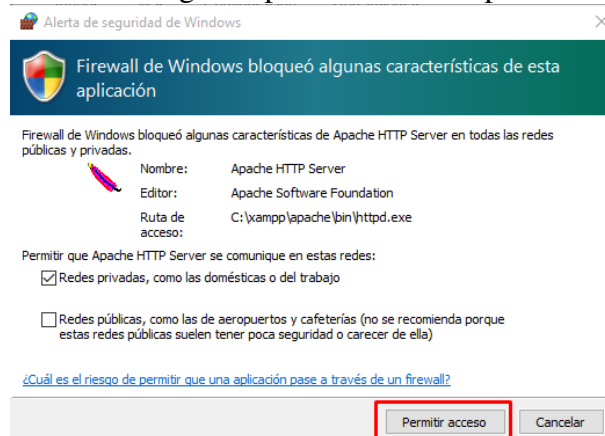 Alerta de seguridad de Windows
Firewall de Windows bloqueó algunas características de esta
aplicación
Firewall de Windows bloqueó algunas características de Apache HTTP Server en todas las redes
públicas y privadas.
Nombre: Apache HTTP Server
Editor: Apache Software Foundation
Ruta de acceso: C:\xampp\apache\bin\httpd.exe
Permitir que Apache HTTP Server se comunique en estas redes:
Redes privadas, como las domésticas o del trabajo
Redes públicas, como las de aeropuertos y cafeterías (no se recomienda porque
estas redes públicas suelen tener poca seguridad o carecer de ella)
¿Cuál es el riesgo de permitir que una aplicación pase a través de un firewall?
Permitir acceso Cancelar